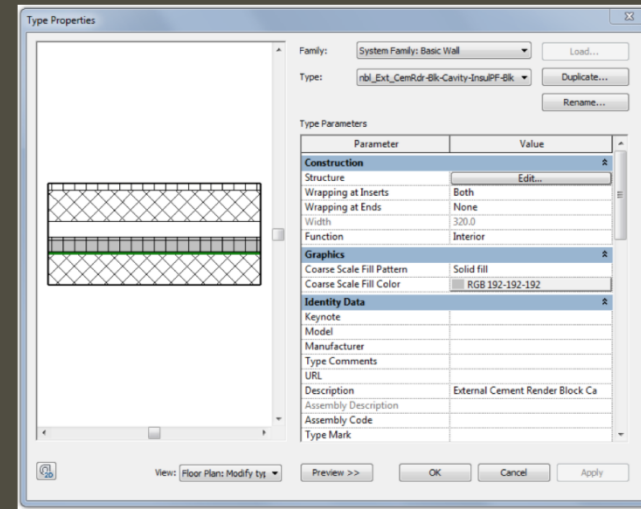 Type Properties
Family: System Family: Basic Wall Load...
Type: nbl_Ext_CemRdr-Blk-Cavity-InsulPF-Blk Duplicate...
Rename...
Type Parameters
Parameter Value
Construction
Structure Edit...
Wrapping at Inserts Both
Wrapping at Ends None
Width 320.0
Function Interior
Graphics
Coarse Scale Fill Pattern Solid fill
Coarse Scale Fill Color RGB 192-192-192
Identity Data
Keynote
Model
Manufacturer
Type Comments
URL
Description External Cement Render Block Ca
Assembly Description
Assembly Code
Type Mark
View: Floor Plan: Modify typ Preview >> OK Cancel Apply